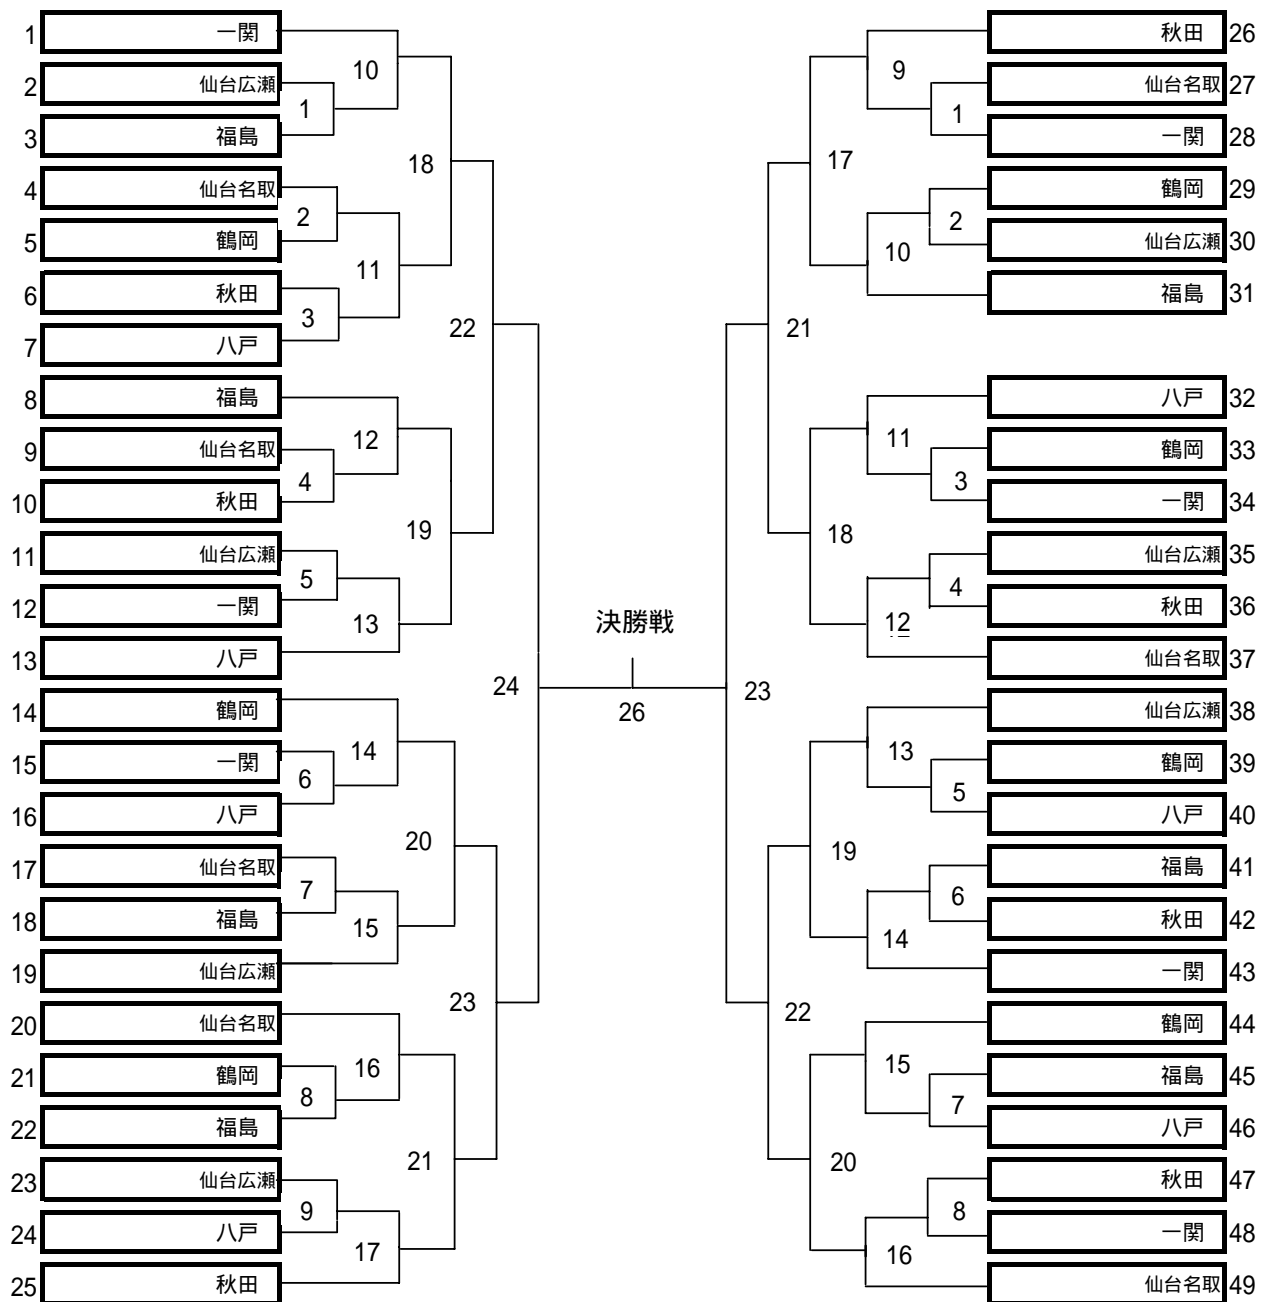 1 一関
2 仙台広瀬
3 福島
4 仙台名取
5 鶴岡
6 秋田
7 八戸
8 福島
9 仙台名取
10 秋田
11 仙台広瀬
12 一関
13 八戸
14 鶴岡
15 一関
16 八戸
17 仙台名取
18 福島
19 仙台広瀬
20 仙台名取
21 鶴岡
22 福島
23 仙台広瀬
24 八戸
25 秋田
1
2
3
4
5
6
7
8
9
10
11
12
13
14
15
16
17
18
19
20
21
22
23
24
決勝戦
26
23
21
22
17
18
19
20
9
10
11
12
13
14
15
16
1
2
3
4
5
6
7
8
秋田 26
仙台名取 27
一関 28
鶴岡 29
仙台広瀬 30
福島 31
八戸 32
鶴岡 33
一関 34
仙台広瀬 35
秋田 36
仙台名取 37
仙台広瀬 38
鶴岡 39
八戸 40
福島 41
秋田 42
一関 43
鶴岡 44
福島 45
八戸 46
秋田 47
一関 48
仙台名取 49